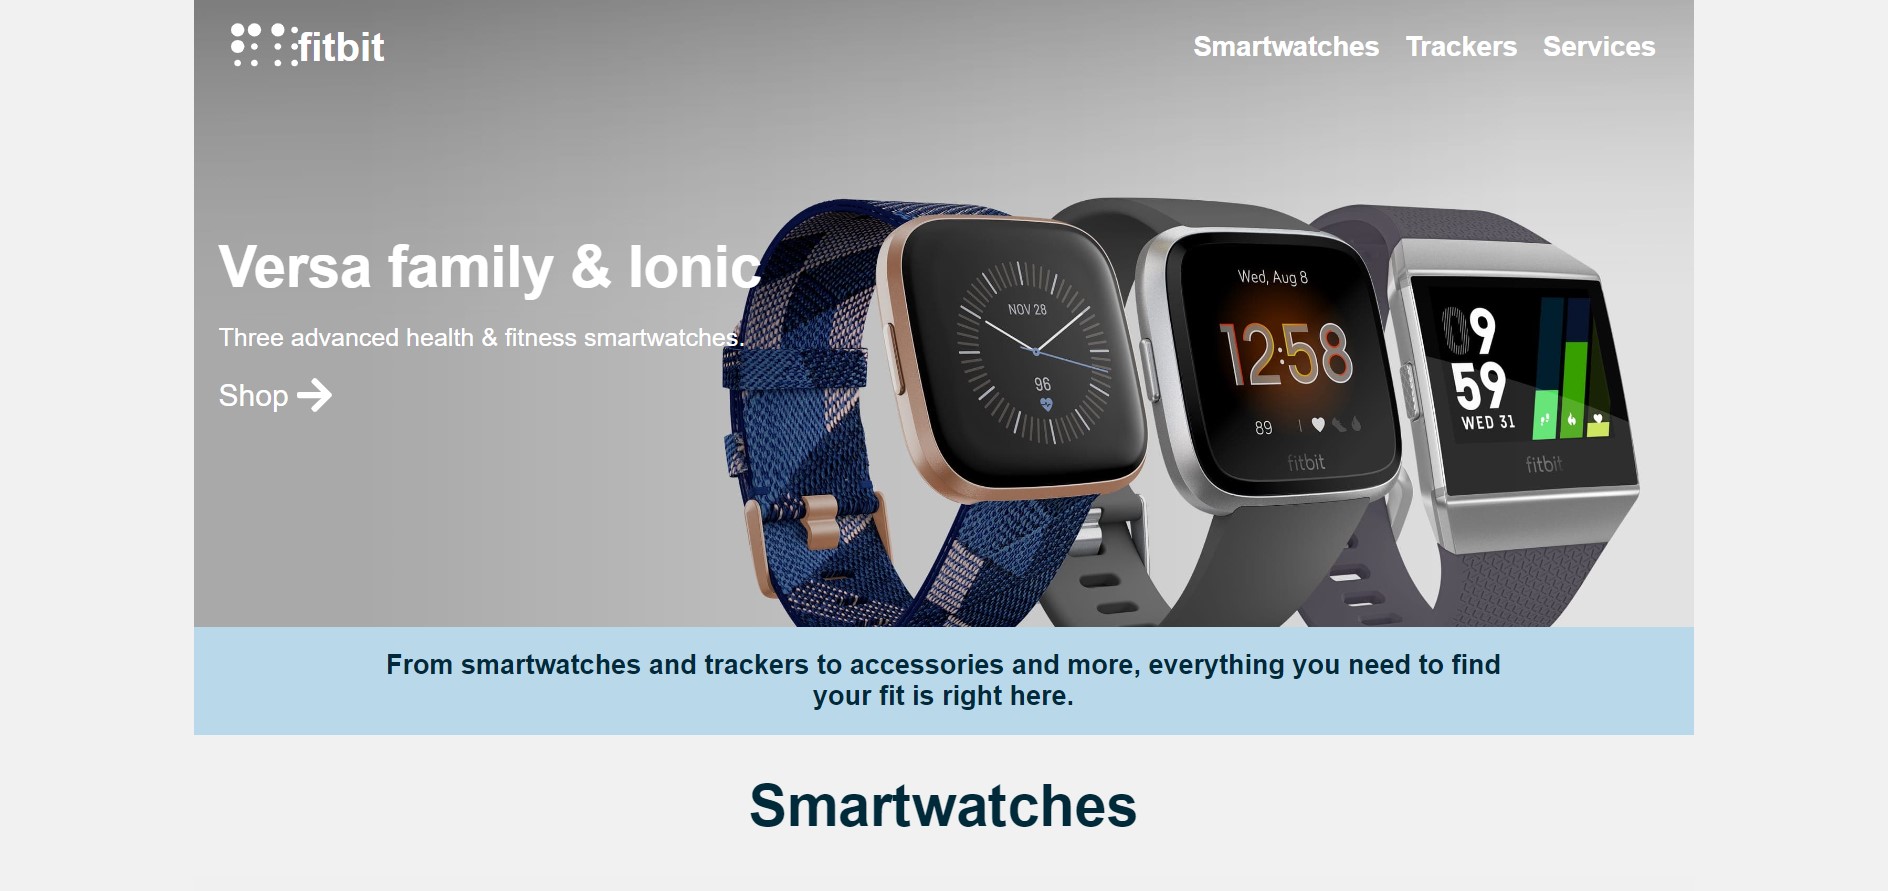 fitbit
Smartwatches Trackers Services
Versa family & Ionic
Three advanced health & fitness smartwatches.
Shop
NOV 28
96
Wed, Aug 8
12:58
89
fitbit
09
59
WED 31
fitbit
From smartwatches and trackers to accessories and more, everything you need to find
your fit is right here.
Smartwatches